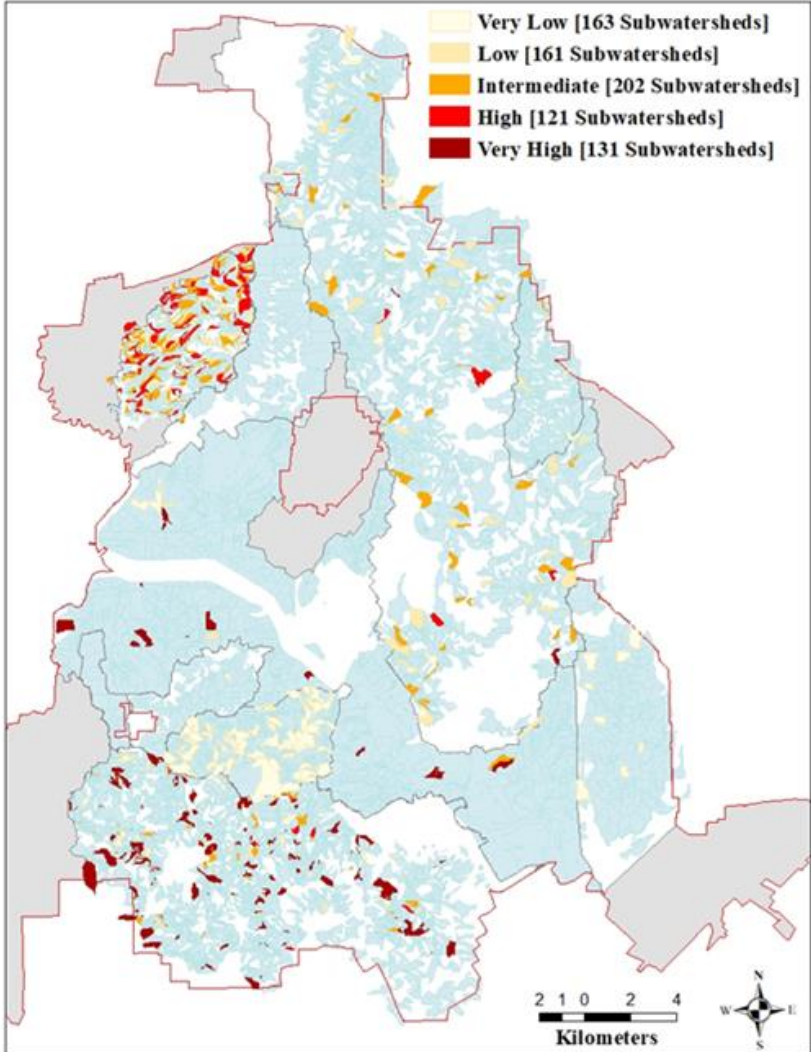 Very Low [163 Subwatersheds]
Low [161 Subwatersheds]
Intermediate [202 Subwatersheds]
High [121 Subwatersheds]
Very High [131 Subwatersheds]
N
W E
S
2 1 0 2 4
Kilometers